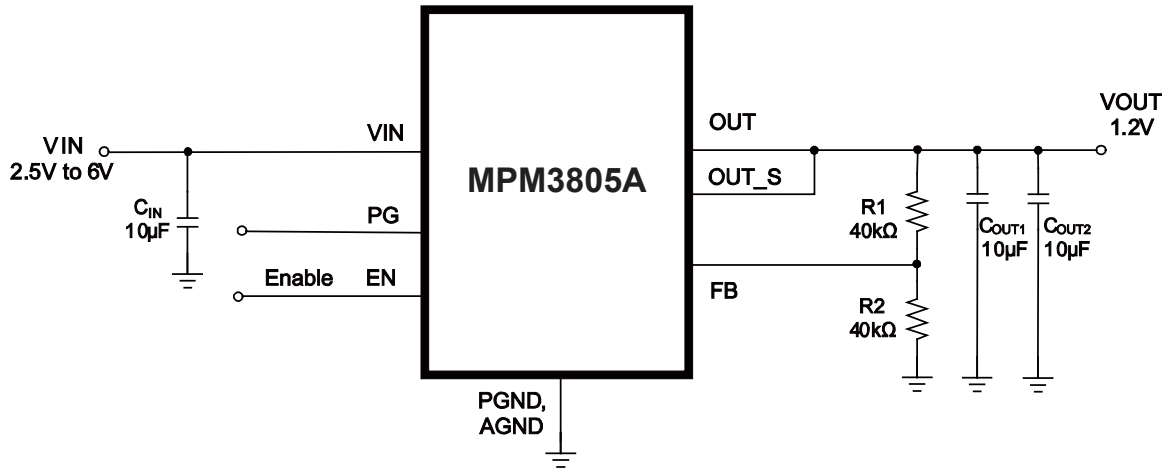 VIN
2.5V to 6V
CIN
10µF
VIN
PG
Enable
EN
MPM3805A
PGND,
AGND
OUT
OUT_S
FB
R1
40kΩ
R2
40kΩ
COUT1
10µF
COUT2
10µF
VOUT
1.2V